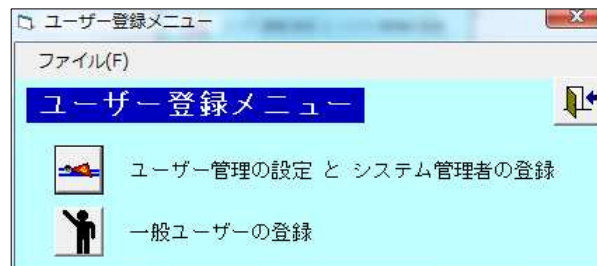 ユーザー登録メニュー
ファイル(F)
ユーザー登録メニュー
ユーザー管理の設定 と システム管理者の登録
一般ユーザーの登録